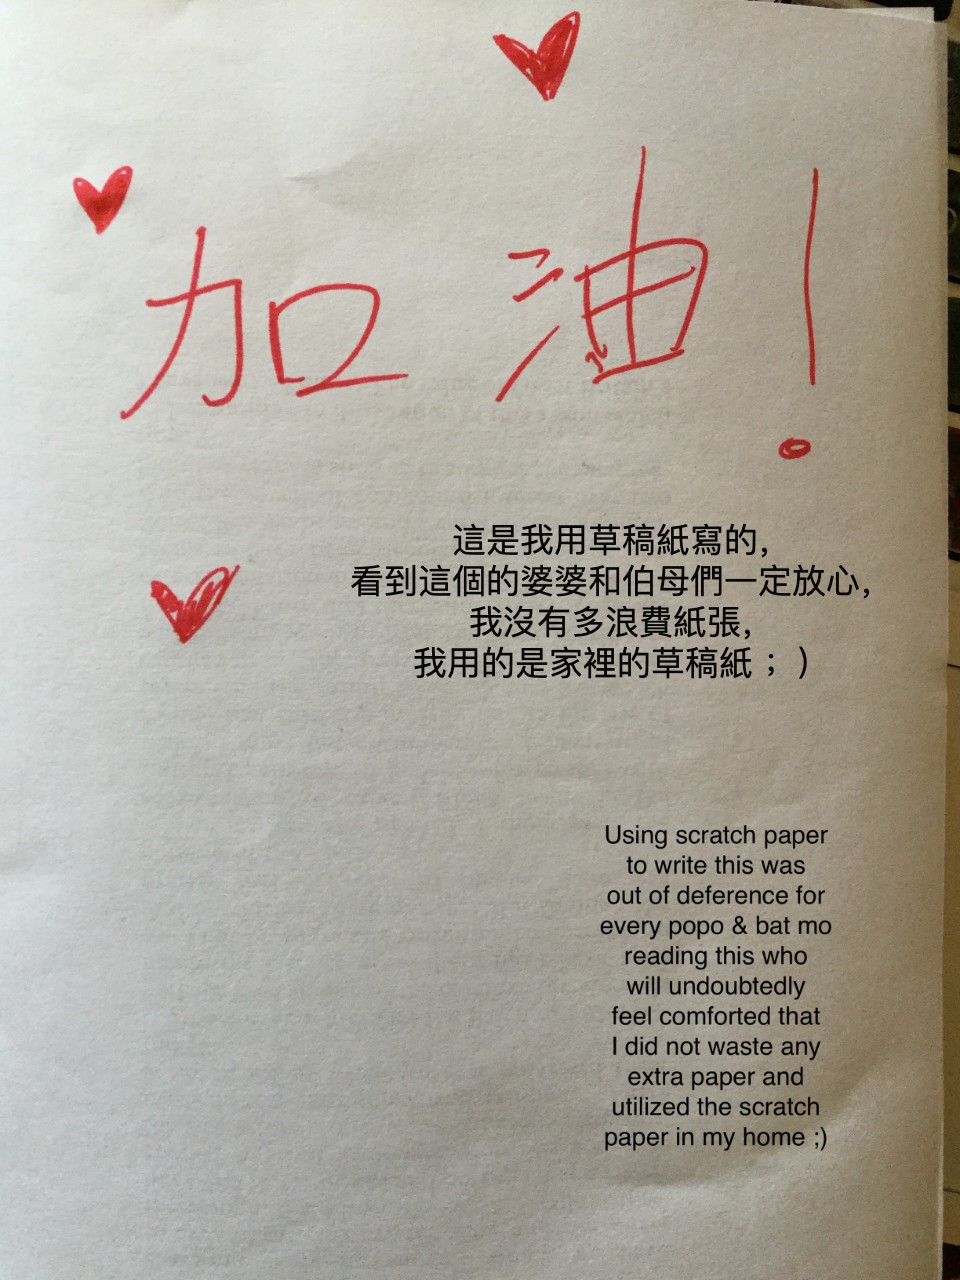 加油!
這是我用草稿紙寫的,
看到這個的婆婆和伯母們一定放心,
我沒有多浪費紙張,
我用的是家裡的草稿紙；）
Using scratch paper
to write this was
out of deference for
every popo & bat mo
reading this who
will undoubtedly
feel comforted that
I did not waste any
extra paper and
utilized the scratch
paper in my home ;)